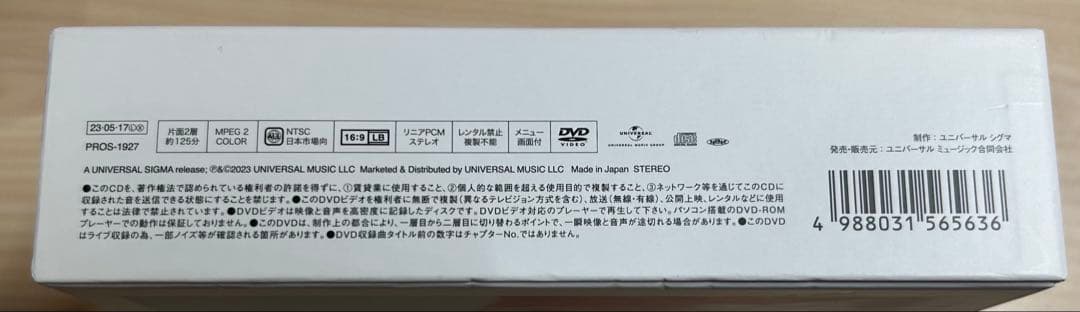 23・05・17ⓁⓍ
PROS-1927
片面2層
約125分
MPEG 2
COLOR
ALL
NTSC
日本市場向
16:9 LB
リニアPCM
ステレオ
レンタル禁止
複製不能
メニュー
画面付
DVD
VIDEO
UNIVERSAL
UNIVERSAL MUSIC GROUP
制作：ユニバーサル シグマ
発売・販売元：ユニバーサル ミュージック合同会社
A UNIVERSAL SIGMA release; ℗&©2023 UNIVERSAL MUSIC LLC Marketed & Distributed by UNIVERSAL MUSIC LLC Made in Japan STEREO
●このCDを、著作権法で認められている権利者の許諾を得ずに、①賃貸業に使用すること、②個人的な範囲を超える使用目的で複製すること、③ネットワーク等を通じてこのCDに
収録された音を送信できる状態にすることを禁じます。●このDVDビデオを権利者に無断で複製(異なるテレビジョン方式を含む)、放送(無線・有線)、公開上映、レンタルなどに使用
することは法律で禁止されています。●DVDビデオは映像と音声を高密度に記録したディスクです。DVDビデオ対応のプレーヤーで再生して下さい。パソコン搭載のDVD-ROM
プレーヤーでの動作は保証しておりません。●このDVDは、制作上の都合により、一層目から二層目に切り替わるポイントで、一瞬映像と音声が途切れる場合があります。●このDVD
はライブ収録の為、一部ノイズ等が確認される箇所があります。●DVD収録曲タイトル前の数字はチャプターNo.ではありません。
4 988031 565636